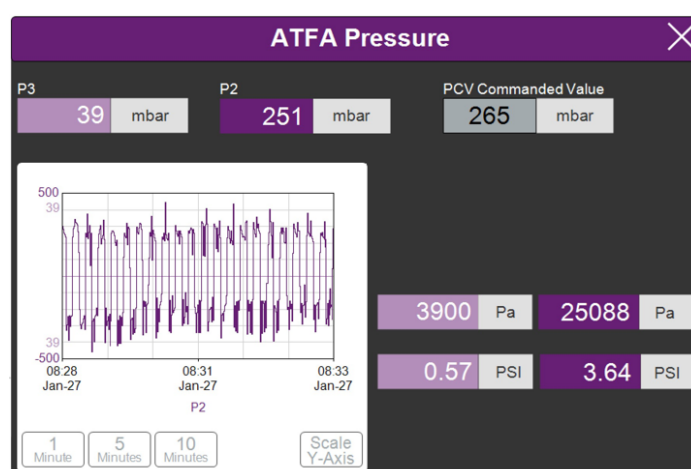 ATFA Pressure
P3
P2
PCV Commanded Value
39 mbar
251 mbar
265 mbar
500
39
39
-500
08:28
Jan-27
08:31
Jan-27
08:33
Jan-27
P2
3900 Pa
25088 Pa
0.57 PSI
3.64 PSI
1
Minute
5
Minutes
10
Minutes
Scale
Y-Axis